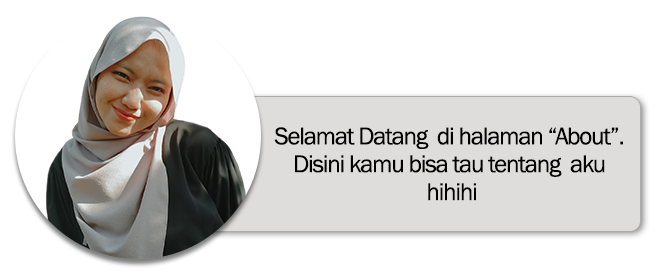 Selamat Datang di halaman “About”.
Disini kamu bisa tau tentang aku
hihihi